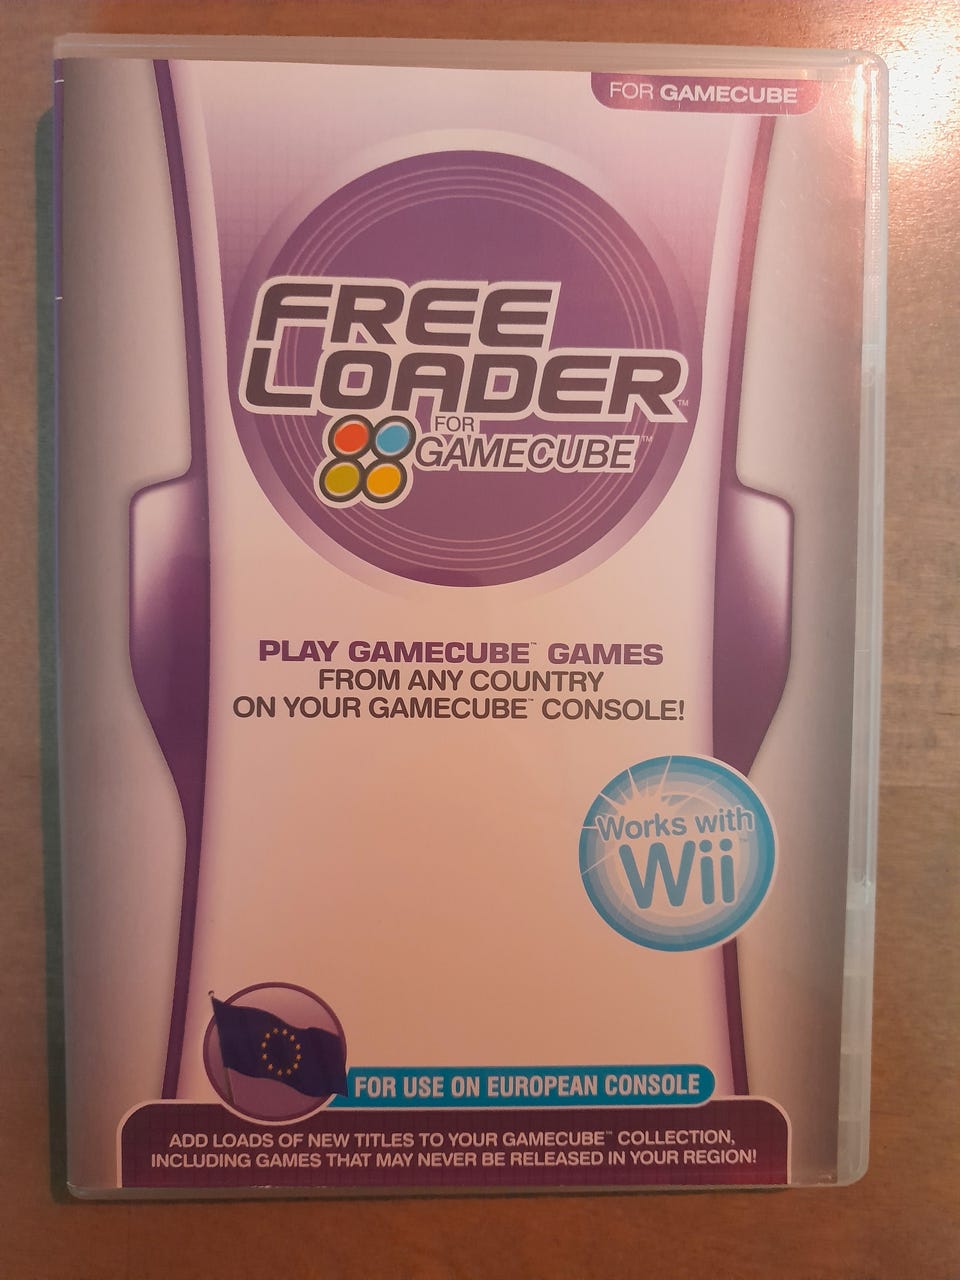 FOR GAMECUBE™
FREE
LOADER™
FOR
GAMECUBE™
PLAY GAMECUBE™ GAMES
FROM ANY COUNTRY
ON YOUR GAMECUBE™ CONSOLE!
Works with
Wii™
FOR USE ON EUROPEAN CONSOLE
ADD LOADS OF NEW TITLES TO YOUR GAMECUBE™ COLLECTION,
INCLUDING GAMES THAT MAY NEVER BE RELEASED IN YOUR REGION!